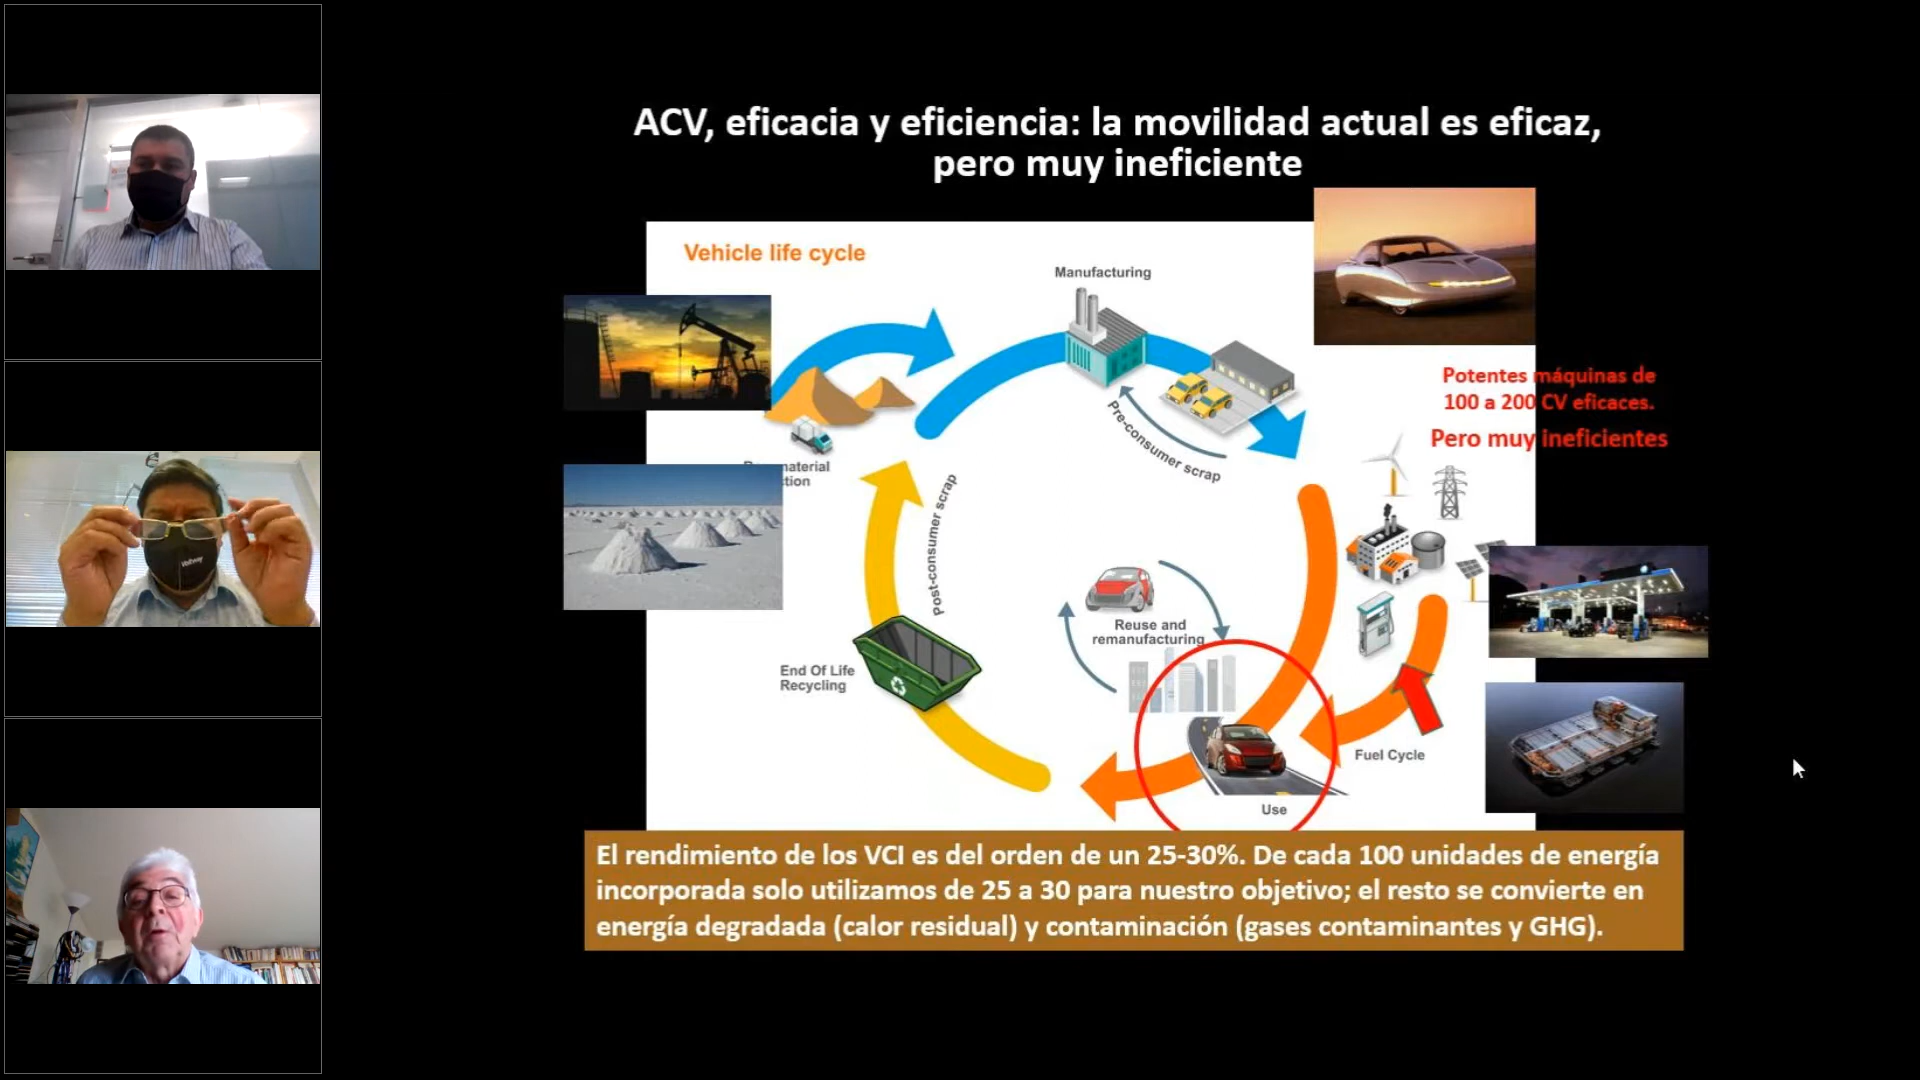 ACV, eficacia y eficiencia: la movilidad actual es eficaz,
pero muy ineficiente
Vehicle life cycle
Manufacturing
Potentes máquinas de
100 a 200 CV eficaces.
Pero muy ineficientes
Pre-consumer scrap
material
Post-consumer scrap
Reuse and
remanufacturing
End Of Life
Recycling
Fuel Cycle
Use
El rendimiento de los VCI es del orden de un 25-30%. De cada 100 unidades de energía
incorporada solo utilizamos de 25 a 30 para nuestro objetivo; el resto se convierte en
energía degradada (calor residual) y contaminación (gases contaminantes y GHG).